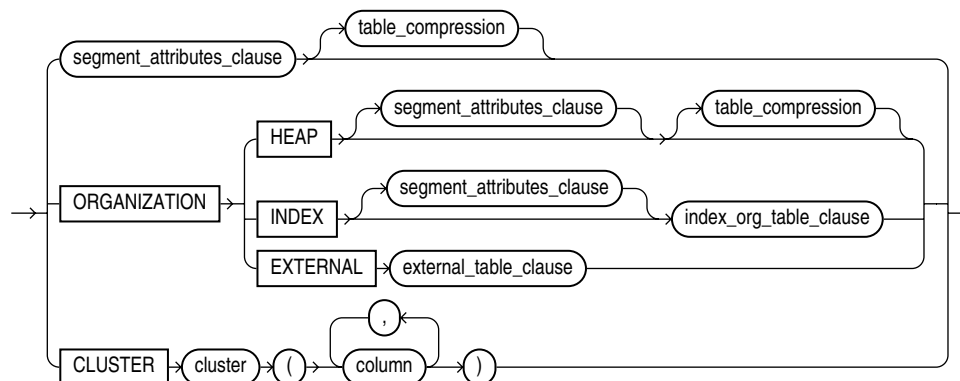 table_compression
segment_attributes_clause
segment_attributes_clause table_compression
HEAP
segment_attributes_clause
ORGANIZATION INDEX index_org_table_clause
EXTERNAL external_table_clause
,
CLUSTER cluster ( column )